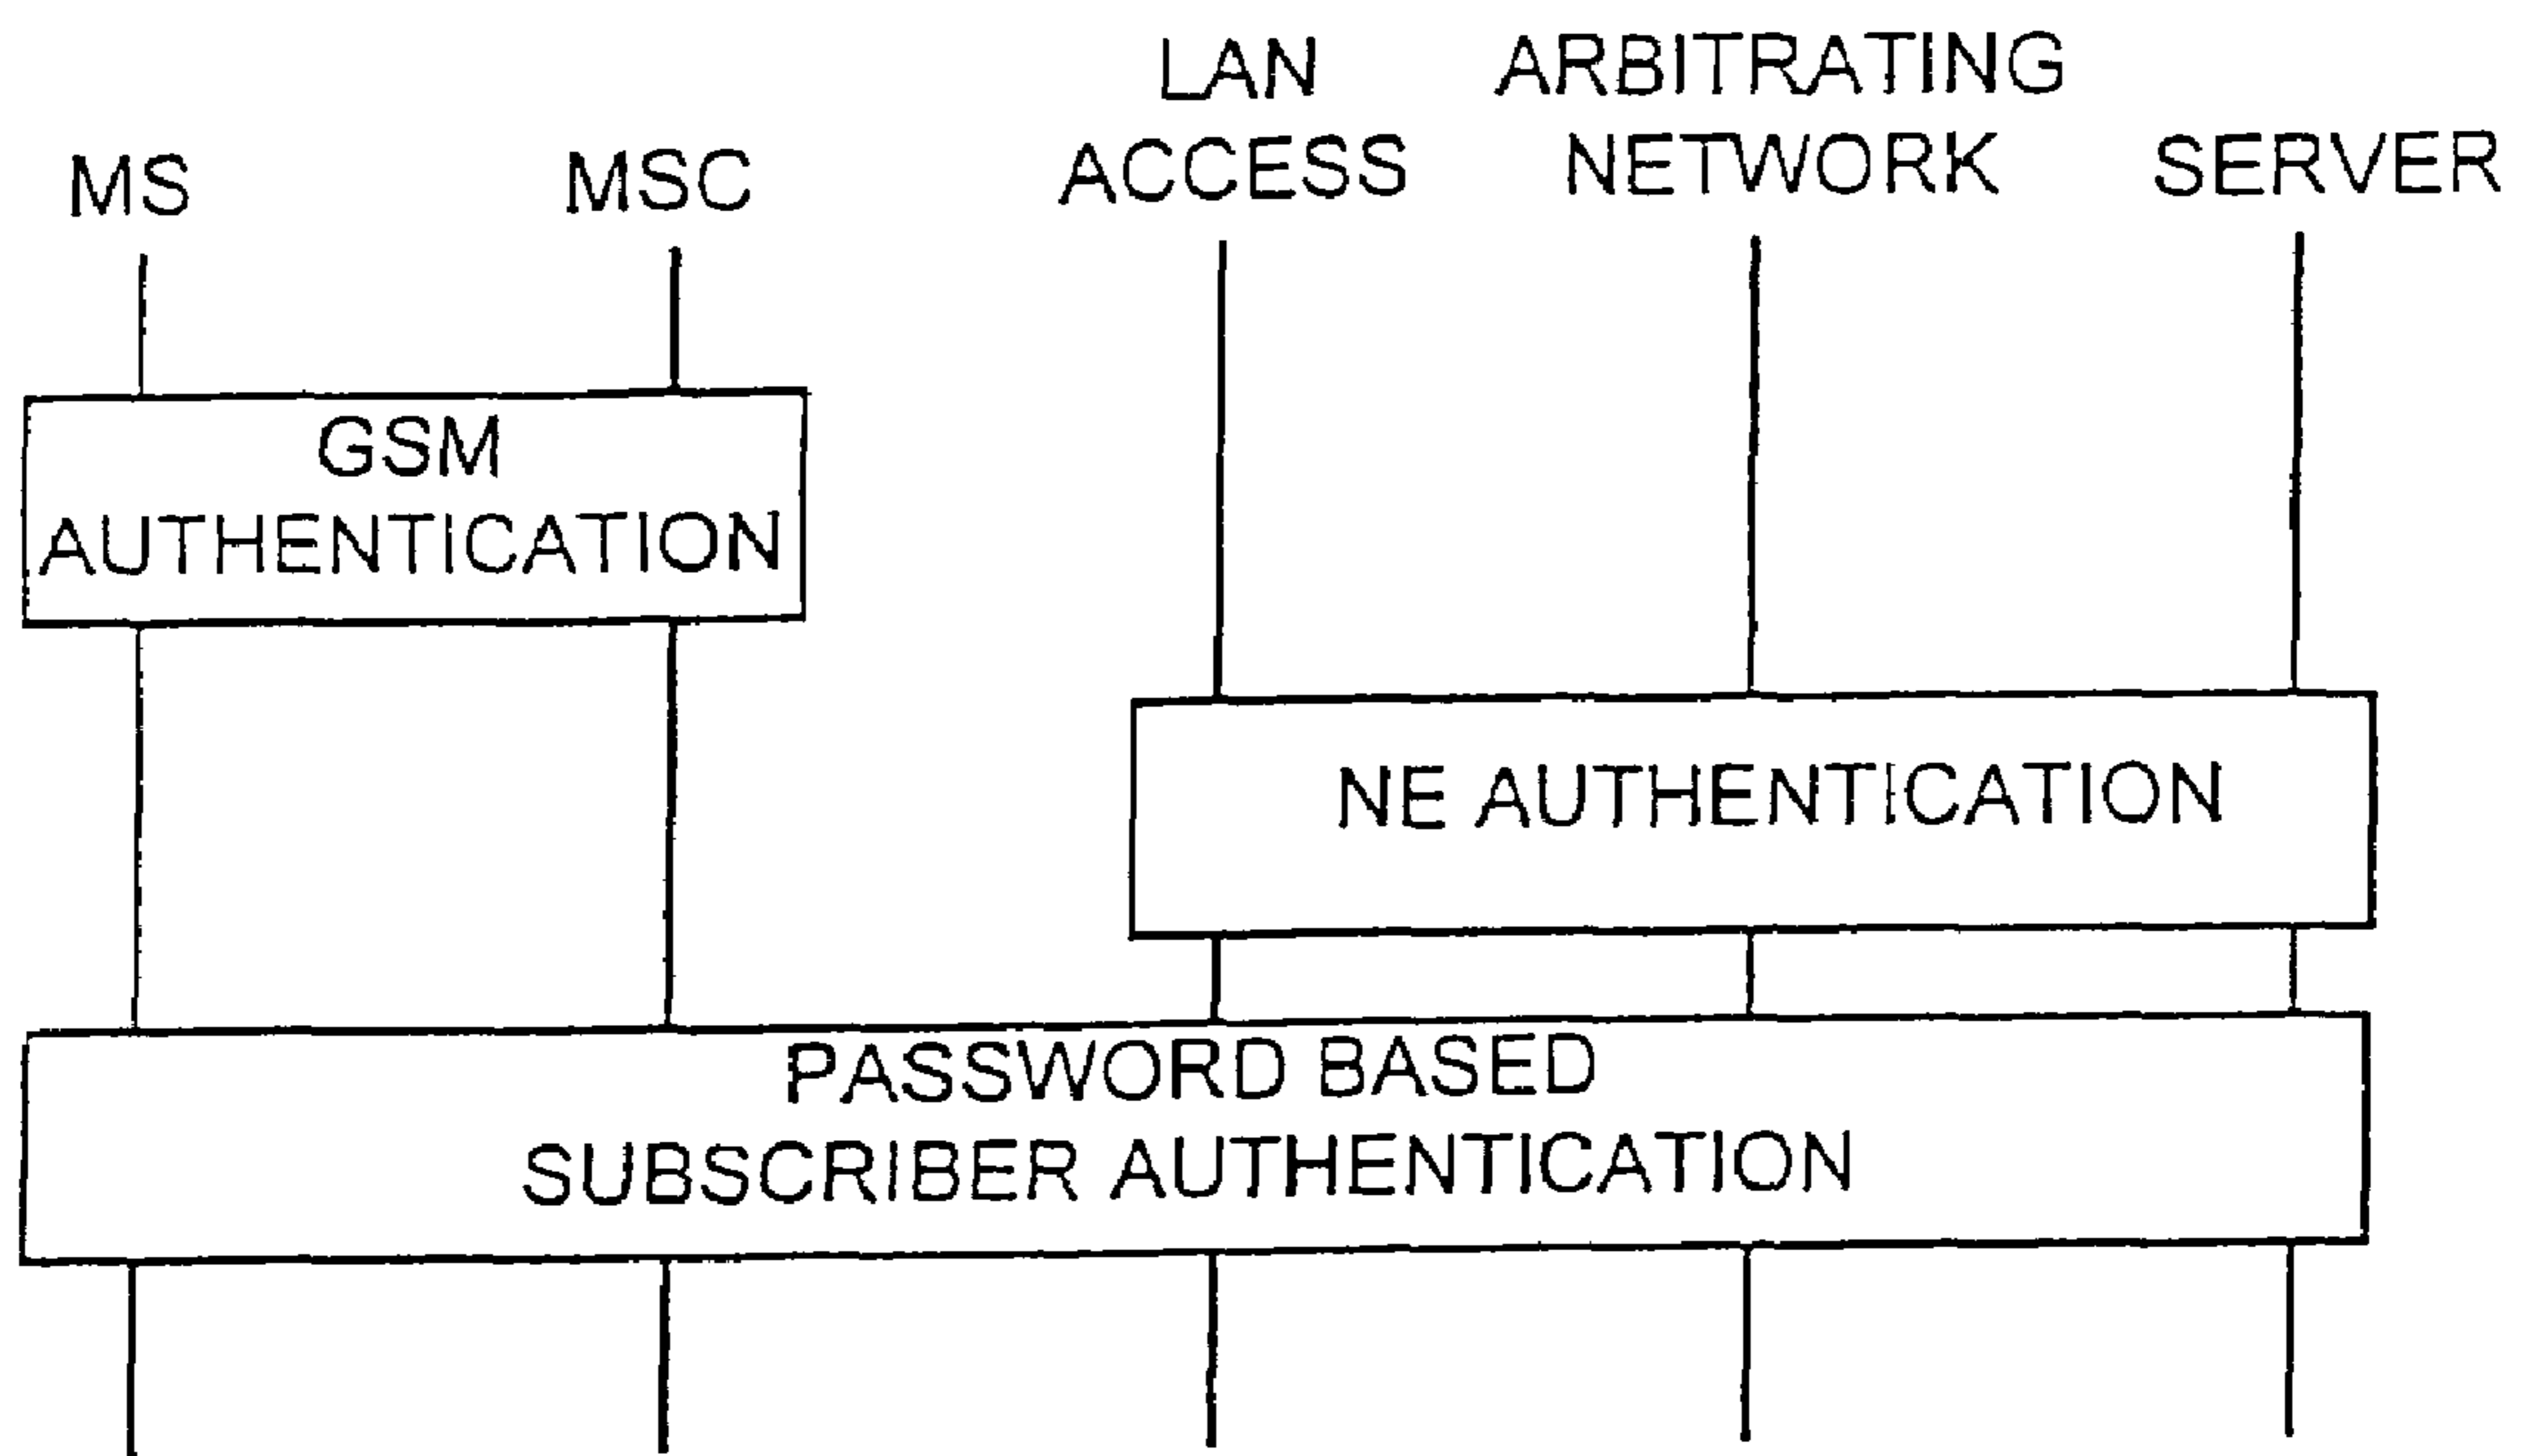 MS
MSC
LAN
ACCESS
ARBITRATING
NETWORK
SERVER
GSM
AUTHENTICATION
NE AUTHENTICATION
PASSWORD BASED
SUBSCRIBER AUTHENTICATION